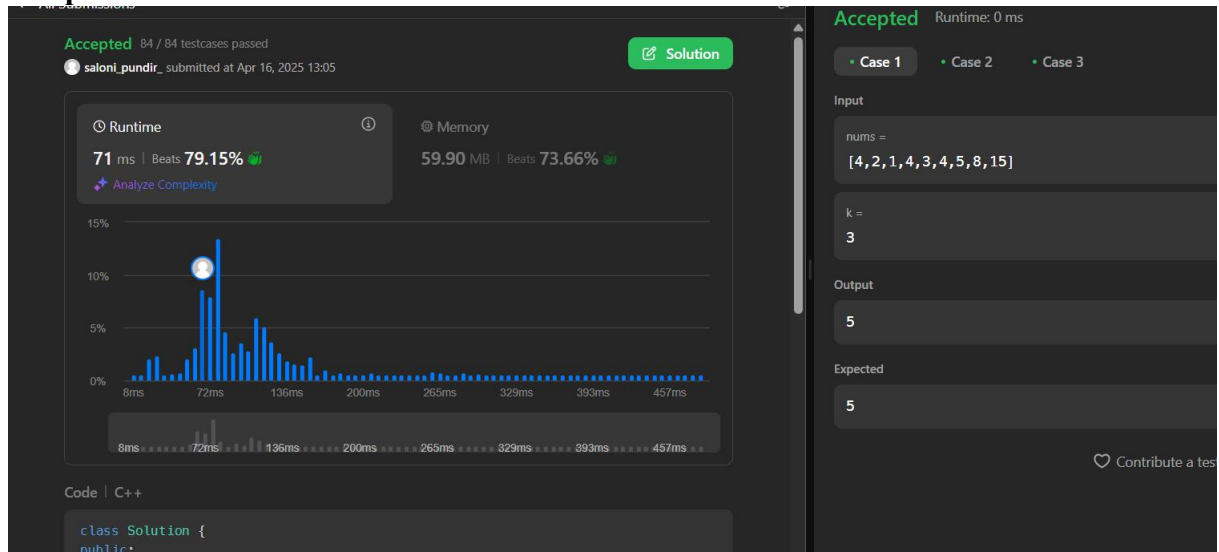 All Submissions
Accepted 84 / 84 testcases passed
saloni_pundir_ submitted at Apr 16, 2025 13:05
Solution
Runtime
71 ms | Beats 79.15%
Analyze Complexity
Memory
59.90 MB | Beats 73.66%
15%
10%
5%
0%
8ms 72ms 136ms 200ms 265ms 329ms 393ms 457ms
8ms 72ms 136ms 200ms 265ms 329ms 393ms 457ms
Code | C++
class Solution {
public:
Accepted Runtime: 0 ms
• Case 1 • Case 2 • Case 3
Input
nums =
[4,2,1,4,3,4,5,8,15]
k =
3
Output
5
Expected
5
Contribute a test